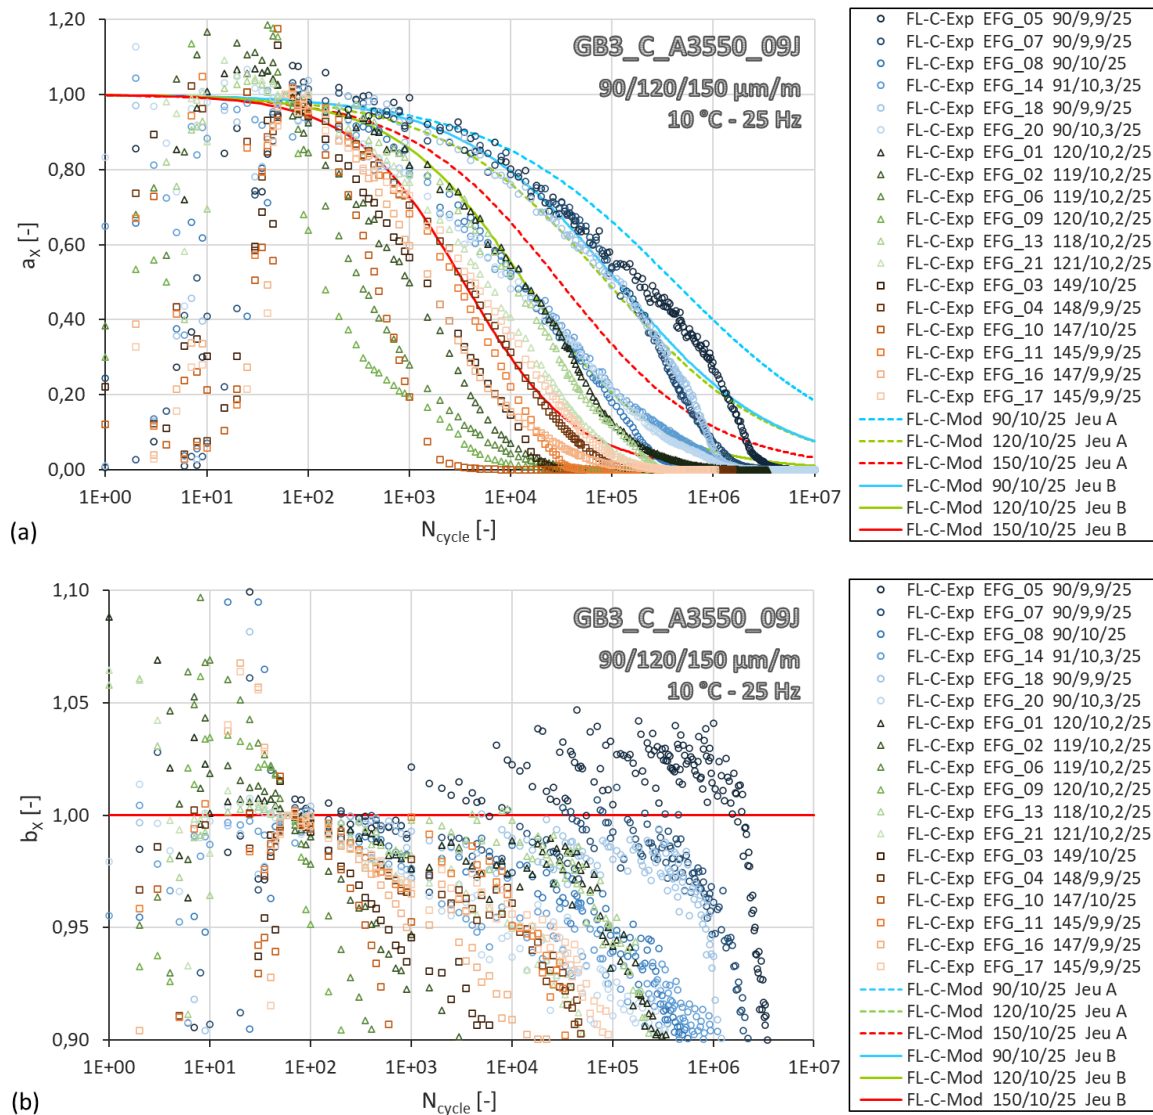 1,20
1,00
0,80
0,60
0,40
0,20
0,00
a_X [-]
GB3_C_A3550_09J
90/120/150 µm/m
10 °C - 25 Hz
1E+00 1E+01 1E+02 1E+03 1E+04 1E+05 1E+06 1E+07
N_cycle [-]
(a)
FL-C-Exp EFG_05 90/9,9/25
FL-C-Exp EFG_07 90/9,9/25
FL-C-Exp EFG_08 90/10/25
FL-C-Exp EFG_14 91/10,3/25
FL-C-Exp EFG_18 90/9,9/25
FL-C-Exp EFG_20 90/10,3/25
FL-C-Exp EFG_01 120/10,2/25
FL-C-Exp EFG_02 119/10,2/25
FL-C-Exp EFG_06 119/10,2/25
FL-C-Exp EFG_09 120/10,2/25
FL-C-Exp EFG_13 118/10,2/25
FL-C-Exp EFG_21 121/10,2/25
FL-C-Exp EFG_03 149/10/25
FL-C-Exp EFG_04 148/9,9/25
FL-C-Exp EFG_10 147/10/25
FL-C-Exp EFG_11 145/9,9/25
FL-C-Exp EFG_16 147/9,9/25
FL-C-Exp EFG_17 145/9,9/25
FL-C-Mod 90/10/25 Jeu A
FL-C-Mod 120/10/25 Jeu A
FL-C-Mod 150/10/25 Jeu A
FL-C-Mod 90/10/25 Jeu B
FL-C-Mod 120/10/25 Jeu B
FL-C-Mod 150/10/25 Jeu B
1,10
1,05
1,00
0,95
0,90
b_X [-]
GB3_C_A3550_09J
90/120/150 µm/m
10 °C - 25 Hz
1E+00 1E+01 1E+02 1E+03 1E+04 1E+05 1E+06 1E+07
N_cycle [-]
(b)
FL-C-Exp EFG_05 90/9,9/25
FL-C-Exp EFG_07 90/9,9/25
FL-C-Exp EFG_08 90/10/25
FL-C-Exp EFG_14 91/10,3/25
FL-C-Exp EFG_18 90/9,9/25
FL-C-Exp EFG_20 90/10,3/25
FL-C-Exp EFG_01 120/10,2/25
FL-C-Exp EFG_02 119/10,2/25
FL-C-Exp EFG_06 119/10,2/25
FL-C-Exp EFG_09 120/10,2/25
FL-C-Exp EFG_13 118/10,2/25
FL-C-Exp EFG_21 121/10,2/25
FL-C-Exp EFG_03 149/10/25
FL-C-Exp EFG_04 148/9,9/25
FL-C-Exp EFG_10 147/10/25
FL-C-Exp EFG_11 145/9,9/25
FL-C-Exp EFG_16 147/9,9/25
FL-C-Exp EFG_17 145/9,9/25
FL-C-Mod 90/10/25 Jeu A
FL-C-Mod 120/10/25 Jeu A
FL-C-Mod 150/10/25 Jeu A
FL-C-Mod 90/10/25 Jeu B
FL-C-Mod 120/10/25 Jeu B
FL-C-Mod 150/10/25 Jeu B